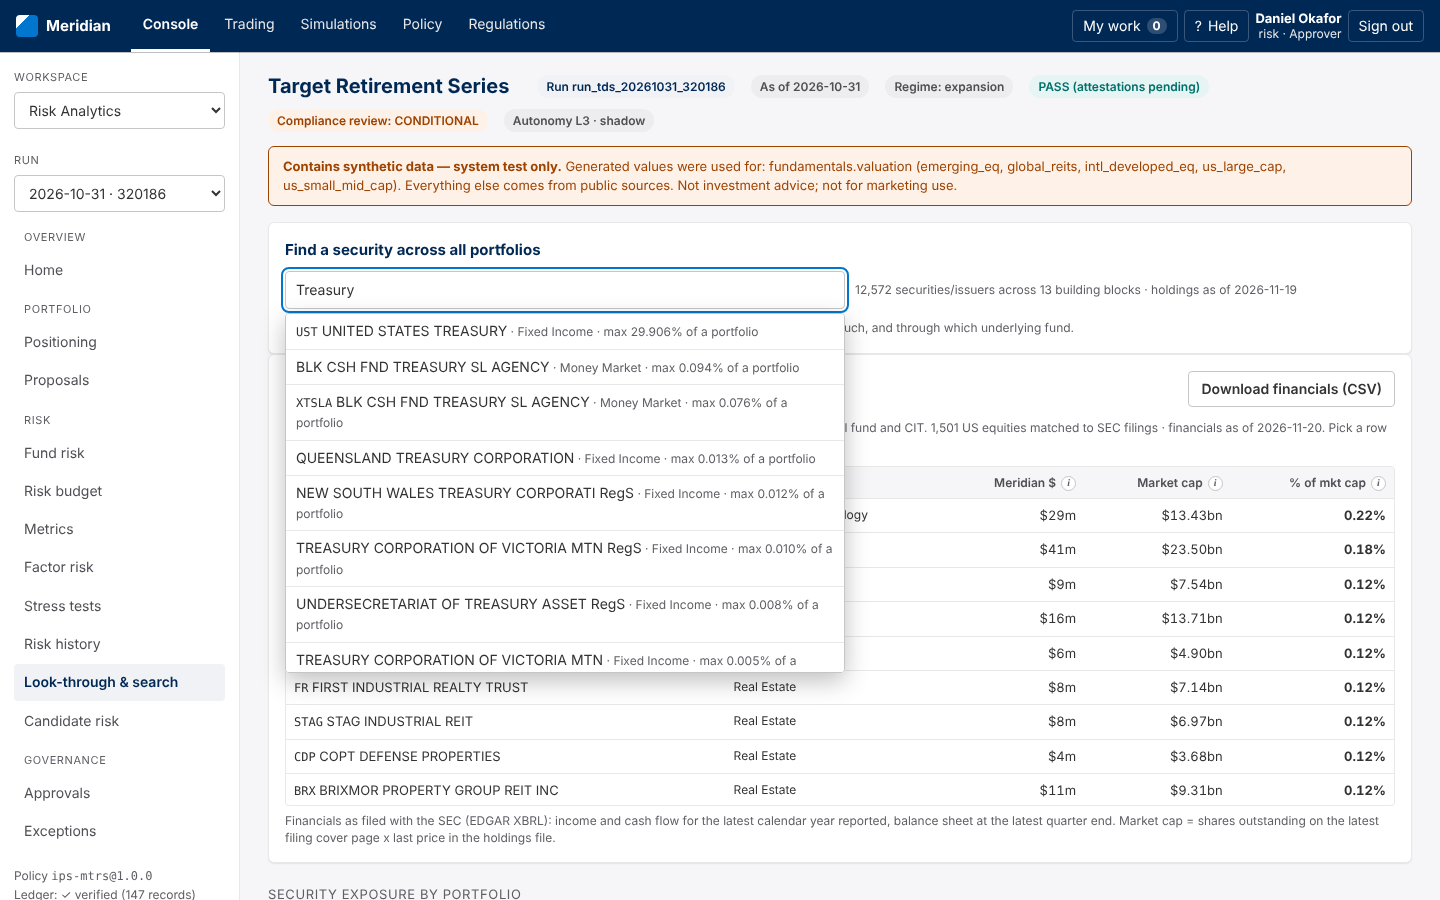 Meridian
Console
Trading
Simulations
Policy
Regulations
My work 0
? Help
Daniel Okafor
risk · Approver
Sign out
WORKSPACE
Risk Analytics
RUN
2026-10-31 · 320186
OVERVIEW
Home
PORTFOLIO
Positioning
Proposals
RISK
Fund risk
Risk budget
Metrics
Factor risk
Stress tests
Risk history
Look-through & search
Candidate risk
GOVERNANCE
Approvals
Exceptions
Policy ips-mtrs@1.0.0
Ledger: ✓ verified (147 records)
Target Retirement Series
Run run_tds_20261031_320186
As of 2026-10-31
Regime: expansion
PASS (attestations pending)
Compliance review: CONDITIONAL
Autonomy L3 · shadow
Contains synthetic data — system test only. Generated values were used for: fundamentals.valuation (emerging_eq, global_reits, intl_developed_eq, us_large_cap,
us_small_mid_cap). Everything else comes from public sources. Not investment advice; not for marketing use.
Find a security across all portfolios
Treasury
12,572 securities/issuers across 13 building blocks · holdings as of 2026-11-19
uch, and through which underlying fund.
UST UNITED STATES TREASURY · Fixed Income · max 29.906% of a portfolio
BLK CSH FND TREASURY SL AGENCY · Money Market · max 0.094% of a portfolio
XTSLA BLK CSH FND TREASURY SL AGENCY · Money Market · max 0.076% of a
portfolio
QUEENSLAND TREASURY CORPORATION · Fixed Income · max 0.013% of a portfolio
NEW SOUTH WALES TREASURY CORPORATI RegS · Fixed Income · max 0.012% of a
portfolio
TREASURY CORPORATION OF VICTORIA MTN RegS · Fixed Income · max 0.010% of a
portfolio
UNDERSECRETARIAT OF TREASURY ASSET RegS · Fixed Income · max 0.008% of a
portfolio
TREASURY CORPORATION OF VICTORIA MTN · Fixed Income · max 0.005% of a
Download financials (CSV)
fund and CIT. 1,501 US equities matched to SEC filings · financials as of 2026-11-20. Pick a row
Meridian $ i
Market cap i
% of mkt cap i
logy $29m $13.43bn 0.22%
$41m $23.50bn 0.18%
$9m $7.54bn 0.12%
$16m $13.71bn 0.12%
$6m $4.90bn 0.12%
FR FIRST INDUSTRIAL REALTY TRUST Real Estate $8m $7.14bn 0.12%
STAG STAG INDUSTRIAL REIT Real Estate $8m $6.97bn 0.12%
CDP COPT DEFENSE PROPERTIES Real Estate $4m $3.68bn 0.12%
BRX BRIXMOR PROPERTY GROUP REIT INC Real Estate $11m $9.31bn 0.12%
Financials as filed with the SEC (EDGAR XBRL): income and cash flow for the latest calendar year reported, balance sheet at the latest quarter end. Market cap = shares outstanding on the latest
filing cover page x last price in the holdings file.
SECURITY EXPOSURE BY PORTFOLIO